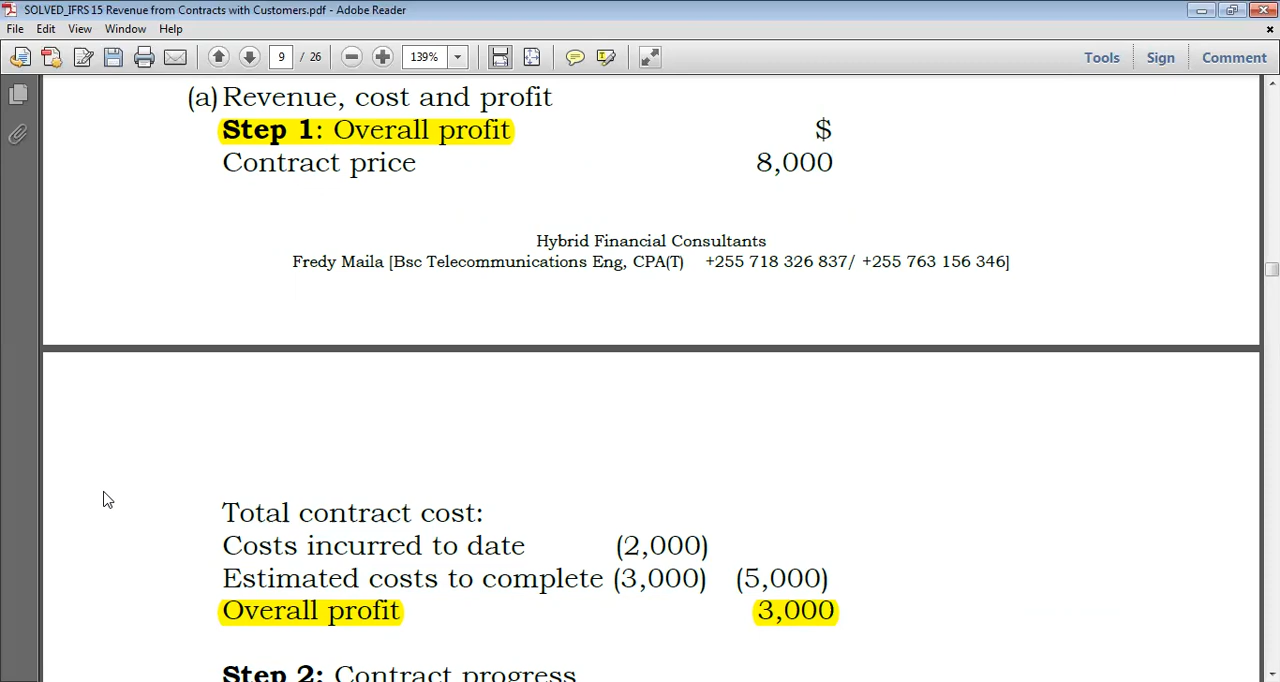 SOLVED_IFRS 15 Revenue from Contracts with Customers.pdf - Adobe Reader
File Edit View Window Help
9 / 26 139% Tools Sign Comment
(a) Revenue, cost and profit
Step 1: Overall profit $
Contract price 8,000
Hybrid Financial Consultants
Fredy Maila [Bsc Telecommunications Eng, CPA(T) +255 718 326 837/ +255 763 156 346]
Total contract cost:
Costs incurred to date (2,000)
Estimated costs to complete (3,000) (5,000)
Overall profit 3,000
Step 2: Contract progress